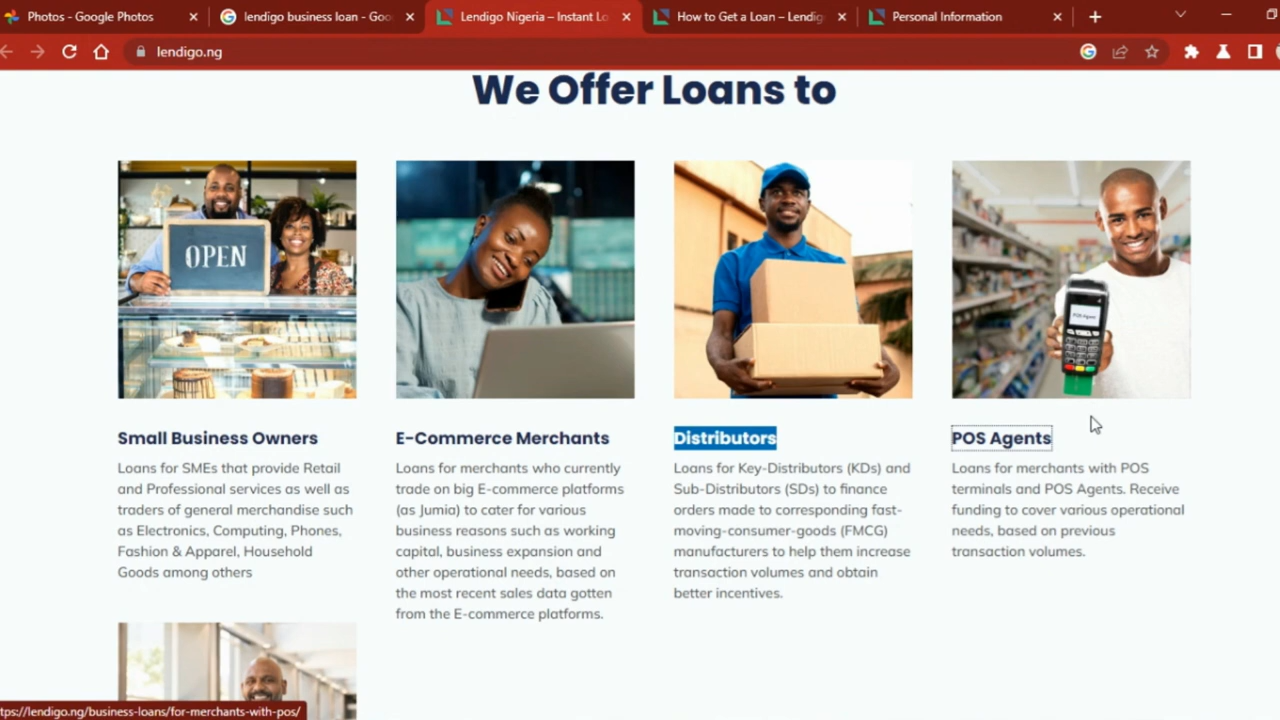 Photos - Google Photos
lendigo business loan - Goo
Lendigo Nigeria – Instant Lo
How to Get a Loan – Lendig
Personal Information
lendigo.ng
We Offer Loans to
OPEN
POS Agent
Small Business Owners
Loans for SMEs that provide Retail
and Professional services as well as
traders of general merchandise such
as Electronics, Computing, Phones,
Fashion & Apparel, Household
Goods among others
E-Commerce Merchants
Loans for merchants who currently
trade on big E-commerce platforms
(as Jumia) to cater for various
business reasons such as working
capital, business expansion and
other operational needs, based on
the most recent sales data gotten
from the E-commerce platforms.
Distributors
Loans for Key-Distributors (KDs) and
Sub-Distributors (SDs) to finance
orders made to corresponding fast-
moving-consumer-goods (FMCG)
manufacturers to help them increase
transaction volumes and obtain
better incentives.
POS Agents
Loans for merchants with POS
terminals and POS Agents. Receive
funding to cover various operational
needs, based on previous
transaction volumes.
tps://lendigo.ng/business-loans/for-merchants-with-pos/